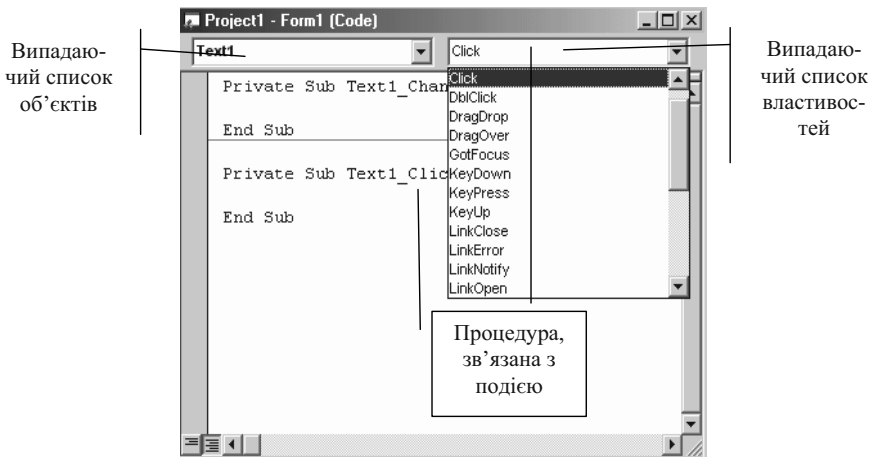 Project1 - Form1 (Code)
Text1
Click
Випадаю-
чий список
об’єктів
Випадаю-
чий список
властивос-
тей
Private Sub Text1_Chan
End Sub
Private Sub Text1_Clic
End Sub
Click
DblClick
DragDrop
DragOver
GotFocus
KeyDown
KeyPress
KeyUp
LinkClose
LinkError
LinkNotify
LinkOpen
Процедура,
зв’язана з
подією